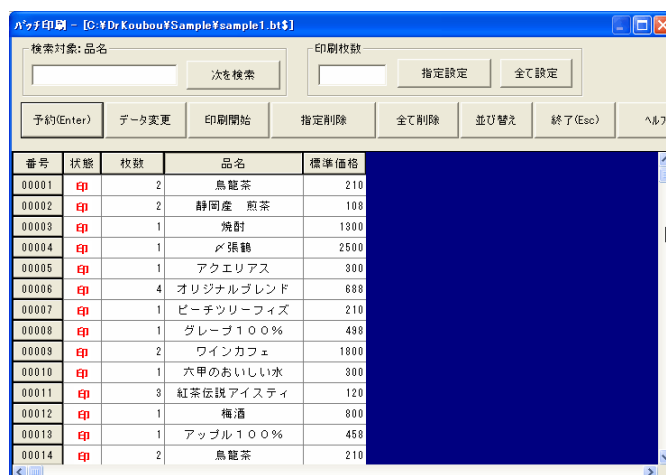 ﾊﾞｯﾁ印刷 - [C:¥DrKoubou¥Sample¥sample1.bt$]
検索対象:品名 印刷枚数
次を検索 指定設定 全て設定
予約(Enter) データ変更 印刷開始 指定削除 全て削除 並び替え 終了(Esc) ﾍﾙﾌ
番号 状態 枚数 品名 標準価格
00001 印 2 烏龍茶 210
00002 印 2 静岡産 煎茶 108
00003 印 1 焼酎 1300
00004 印 1 〆張鶴 2500
00005 印 1 アクエリアス 300
00006 印 4 オリジナルブレンド 688
00007 印 1 ピーチツリーフィズ 210
00008 印 1 グレープ１００％ 498
00009 印 2 ワインカフェ 1800
00010 印 1 六甲のおいしい水 300
00011 印 3 紅茶伝説アイスティ 120
00012 印 1 梅酒 800
00013 印 1 アップル１００％ 458
00014 印 2 烏龍茶 210